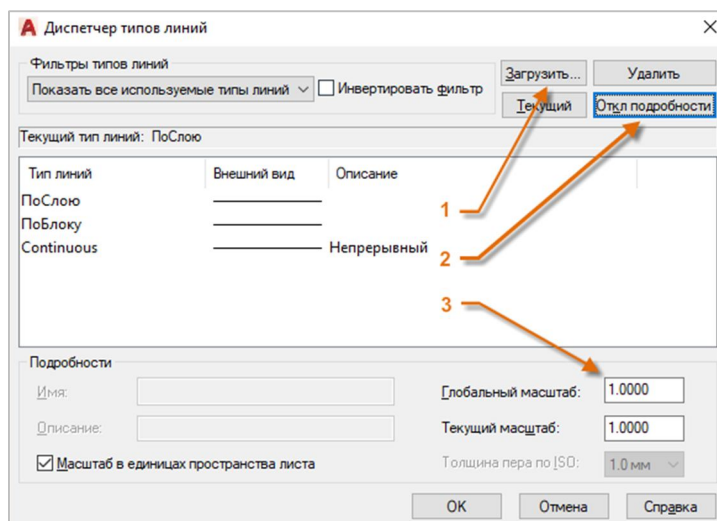 Диспетчер типов линий
Фильтры типов линий
Показать все используемые типы линий
Инвертировать фильтр
Загрузить...
Удалить
Текущий
Откл подробности
Текущий тип линий: ПоСлою
Тип линий Внешний вид Описание
ПоСлою
ПоБлоку
Continuous Непрерывный
1
2
3
Подробности
Имя:
Глобальный масштаб: 1.0000
Описание:
Текущий масштаб: 1.0000
Масштаб в единицах пространства листа
Толщина пера по ISO: 1.0 мм
OK Отмена Справка